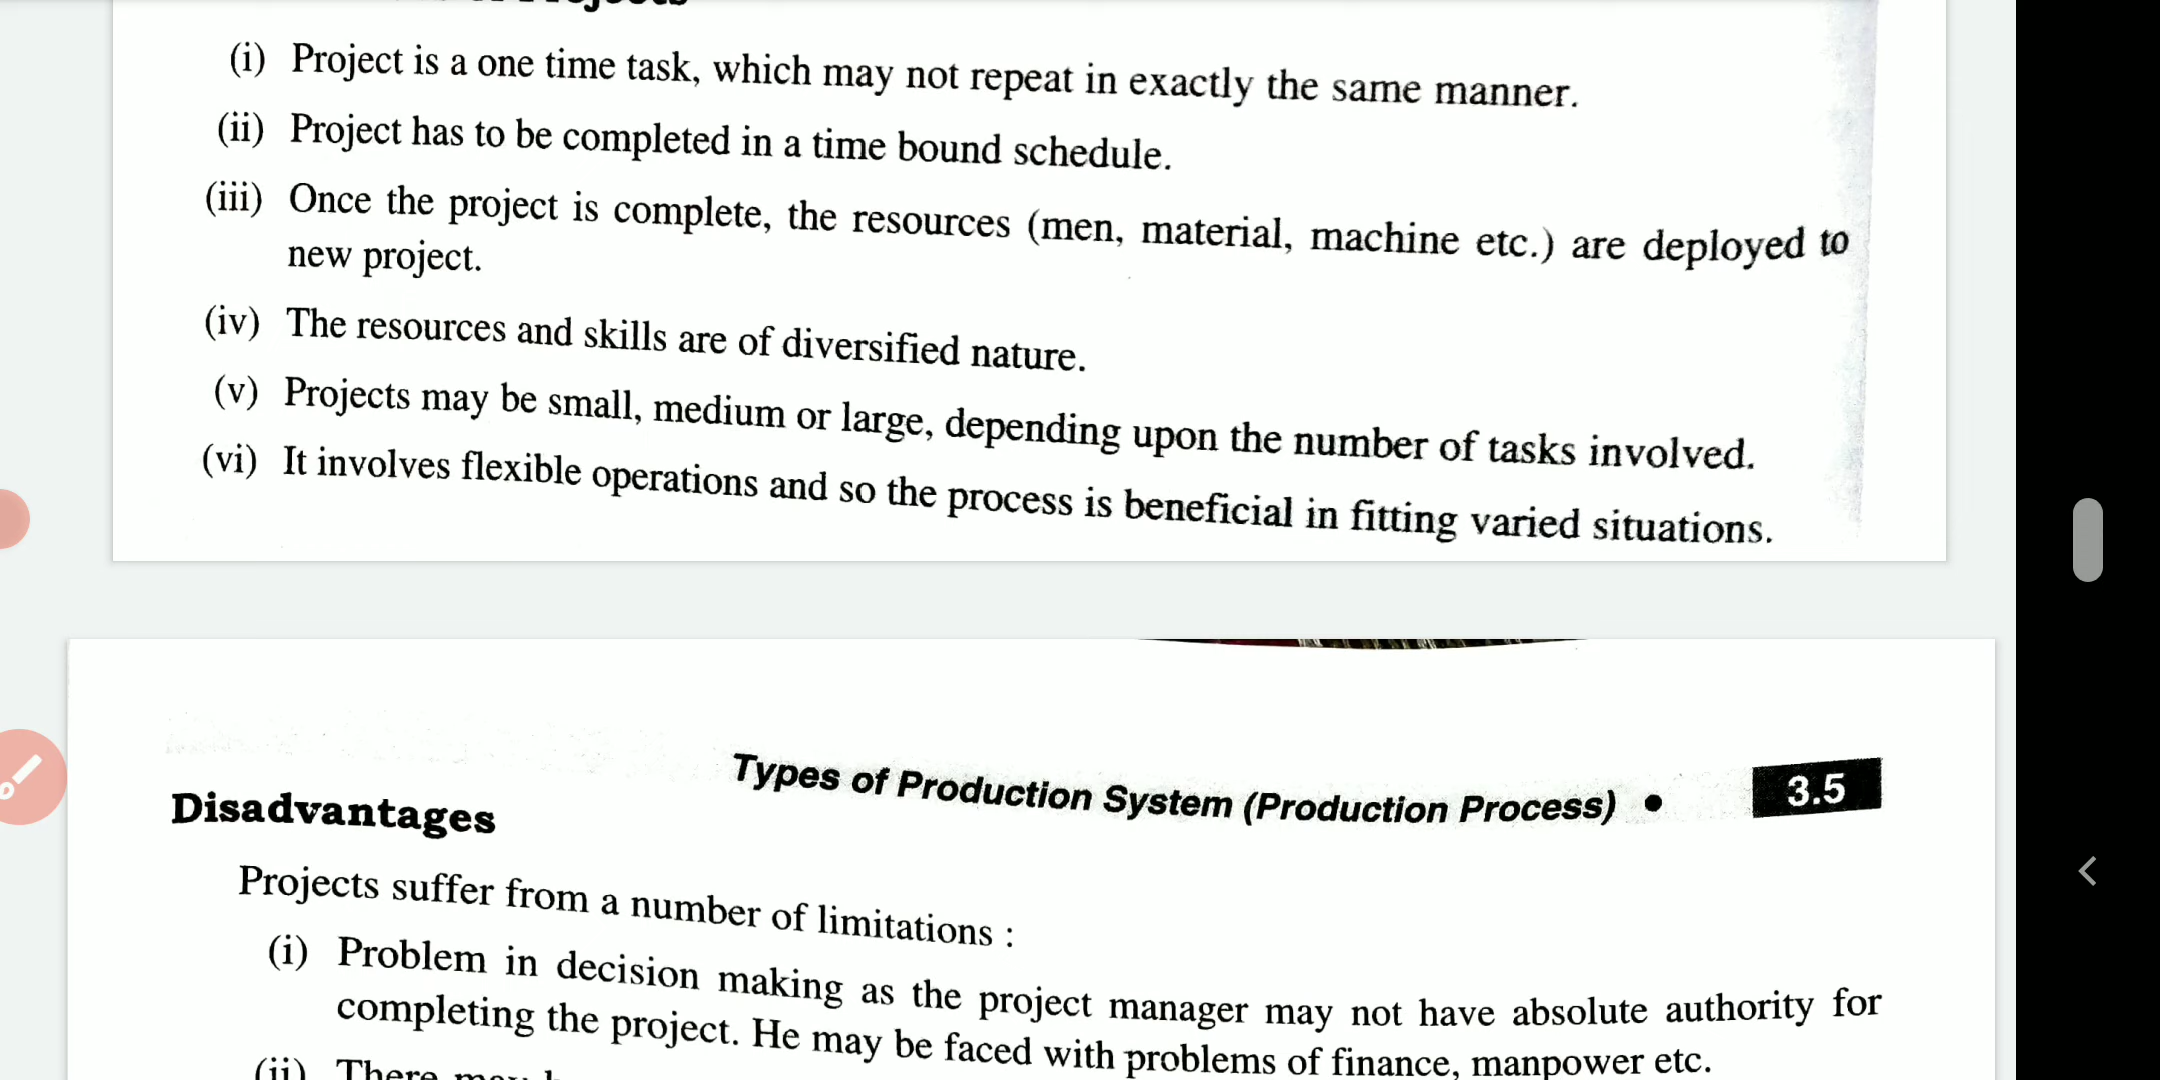 (i) Project is a one time task, which may not repeat in exactly the same manner.
(ii) Project has to be completed in a time bound schedule.
(iii) Once the project is complete, the resources (men, material, machine etc.) are deployed to
new project.
(iv) The resources and skills are of diversified nature.
(v) Projects may be small, medium or large, depending upon the number of tasks involved.
(vi) It involves flexible operations and so the process is beneficial in fitting varied situations.
Types of Production System (Production Process) • 3.5
Disadvantages
Projects suffer from a number of limitations :
(i) Problem in decision making as the project manager may not have absolute authority for
completing the project. He may be faced with problems of finance, manpower etc.
(ii) There may